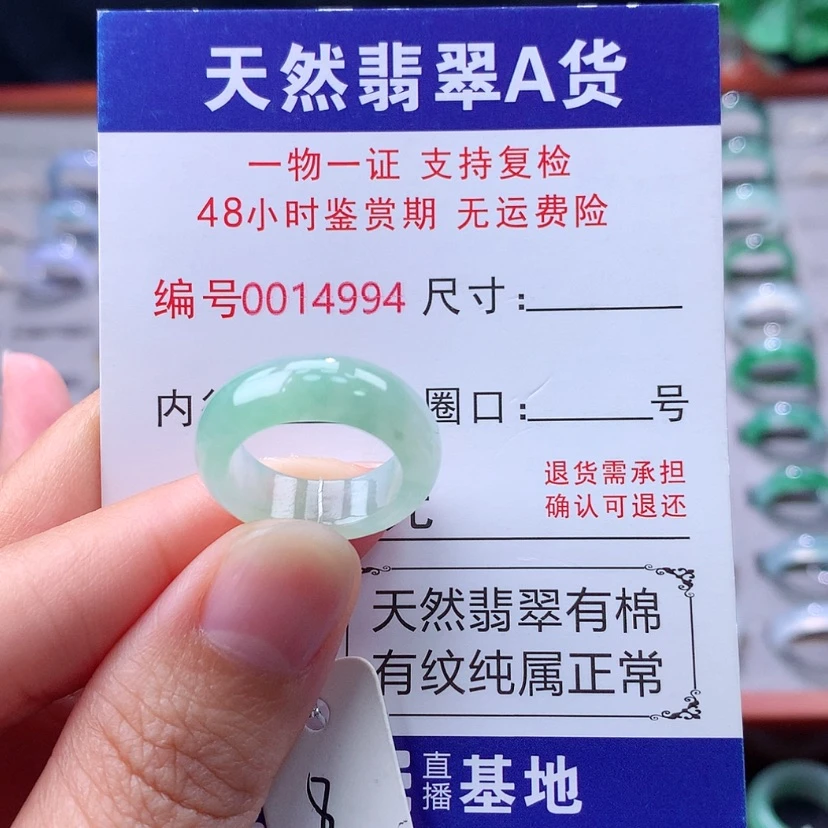 天然翡翠A货
一物一证 支持复检
48小时鉴赏期 无运费险
编号0014994 尺寸:
内 圈口: 号
退货需承担
确认可退还
元
天然翡翠有棉
有纹纯属正常
直播基地
8